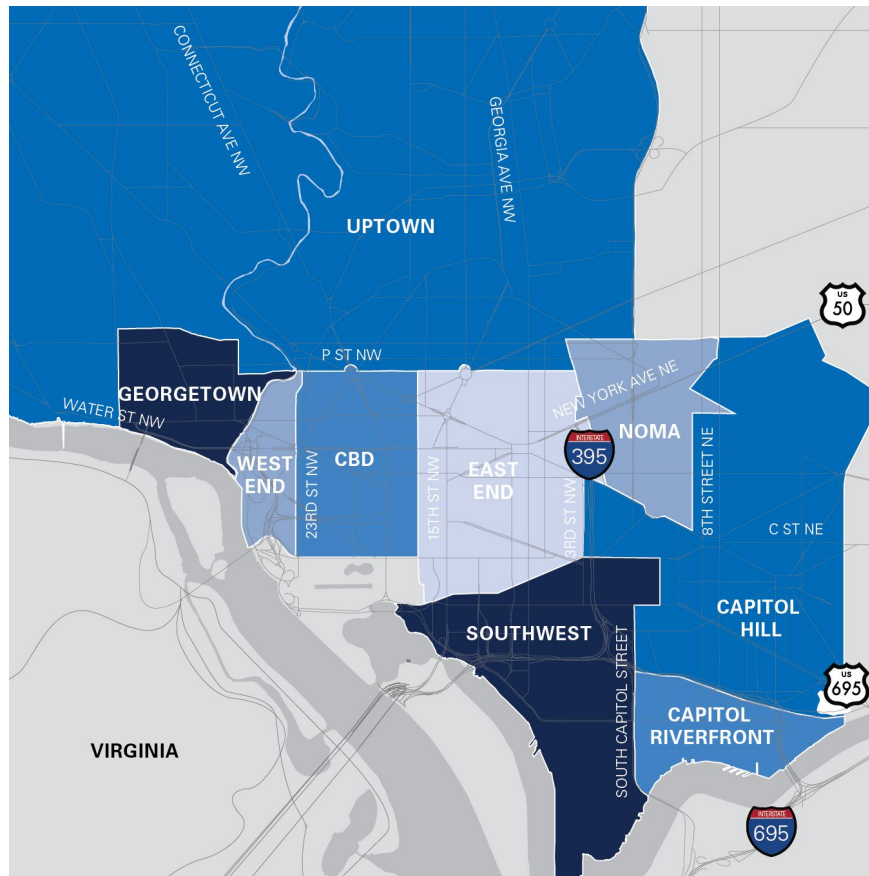 CONNECTICUT AVE NW
GEORGIA AVE NW
UPTOWN
US
50
P ST NW
GEORGETOWN
WATER ST NW
NEW YORK AVE NE
NOMA
WEST
END
CBD
EAST
END
INTERSTATE
395
23RD ST NW
15TH ST NW
3RD ST NW
8TH STREET NE
C ST NE
CAPITOL
HILL
SOUTHWEST
SOUTH CAPITOL STREET
US
695
CAPITOL
RIVERFRONT
VIRGINIA
INTERSTATE
695